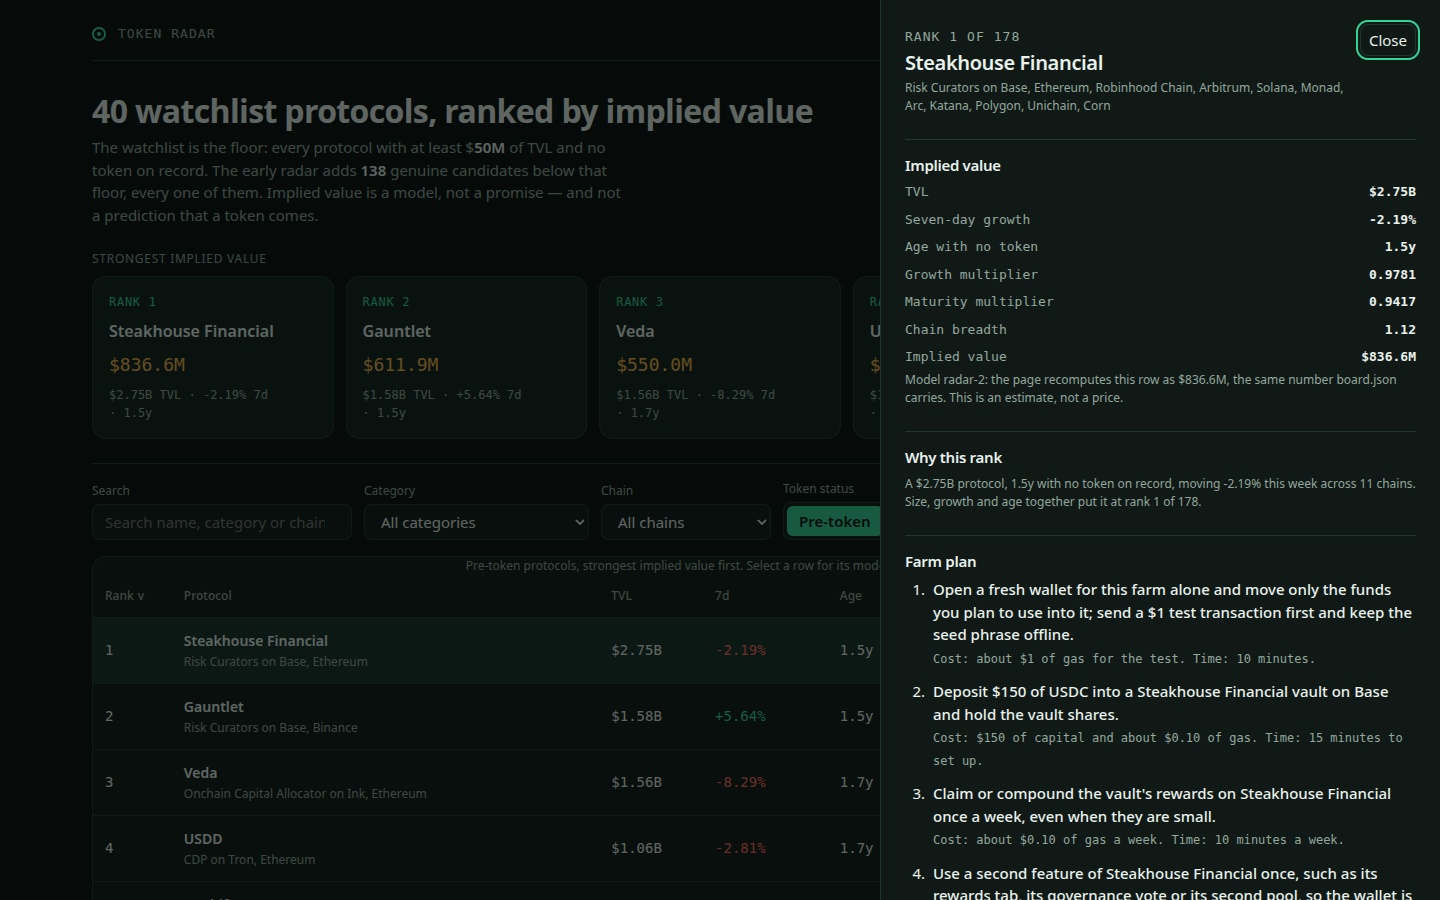 TOKEN RADAR
40 watchlist protocols, ranked by implied value
The watchlist is the floor: every protocol with at least $50M of TVL and no
token on record. The early radar adds 138 genuine candidates below that
floor, every one of them. Implied value is a model, not a promise — and not
a prediction that a token comes.
STRONGEST IMPLIED VALUE
RANK 1
Steakhouse Financial
$836.6M
$2.75B TVL · -2.19% 7d
· 1.5y
RANK 2
Gauntlet
$611.9M
$1.58B TVL · +5.64% 7d
· 1.5y
RANK 3
Veda
$550.0M
$1.56B TVL · -8.29% 7d
· 1.7y
Search
Category
Chain
Token status
Search name, category or chain
All categories
All chains
Pre-token
Pre-token protocols, strongest implied value first. Select a row for its
Rank v
Protocol
TVL
7d
Age
1
Steakhouse Financial
Risk Curators on Base, Ethereum
$2.75B
-2.19%
1.5y
2
Gauntlet
Risk Curators on Base, Binance
$1.58B
+5.64%
1.5y
3
Veda
Onchain Capital Allocator on Ink, Ethereum
$1.56B
-8.29%
1.7y
4
USDD
CDP on Tron, Ethereum
$1.06B
-2.81%
1.7y
RANK 1 OF 178
Close
Steakhouse Financial
Risk Curators on Base, Ethereum, Robinhood Chain, Arbitrum, Solana, Monad,
Arc, Katana, Polygon, Unichain, Corn
Implied value
TVL $2.75B
Seven-day growth -2.19%
Age with no token 1.5y
Growth multiplier 0.9781
Maturity multiplier 0.9417
Chain breadth 1.12
Implied value $836.6M
Model radar-2: the page recomputes this row as $836.6M, the same number board.json
carries. This is an estimate, not a price.
Why this rank
A $2.75B protocol, 1.5y with no token on record, moving -2.19% this week across 11 chains.
Size, growth and age together put it at rank 1 of 178.
Farm plan
1. Open a fresh wallet for this farm alone and move only the funds
you plan to use into it; send a $1 test transaction first and keep the
seed phrase offline.
Cost: about $1 of gas for the test. Time: 10 minutes.
2. Deposit $150 of USDC into a Steakhouse Financial vault on Base
and hold the vault shares.
Cost: $150 of capital and about $0.10 of gas. Time: 15 minutes to
set up.
3. Claim or compound the vault's rewards on Steakhouse Financial
once a week, even when they are small.
Cost: about $0.10 of gas a week. Time: 10 minutes a week.
4. Use a second feature of Steakhouse Financial once, such as its
rewards tab, its governance vote or its second pool, so the wallet is